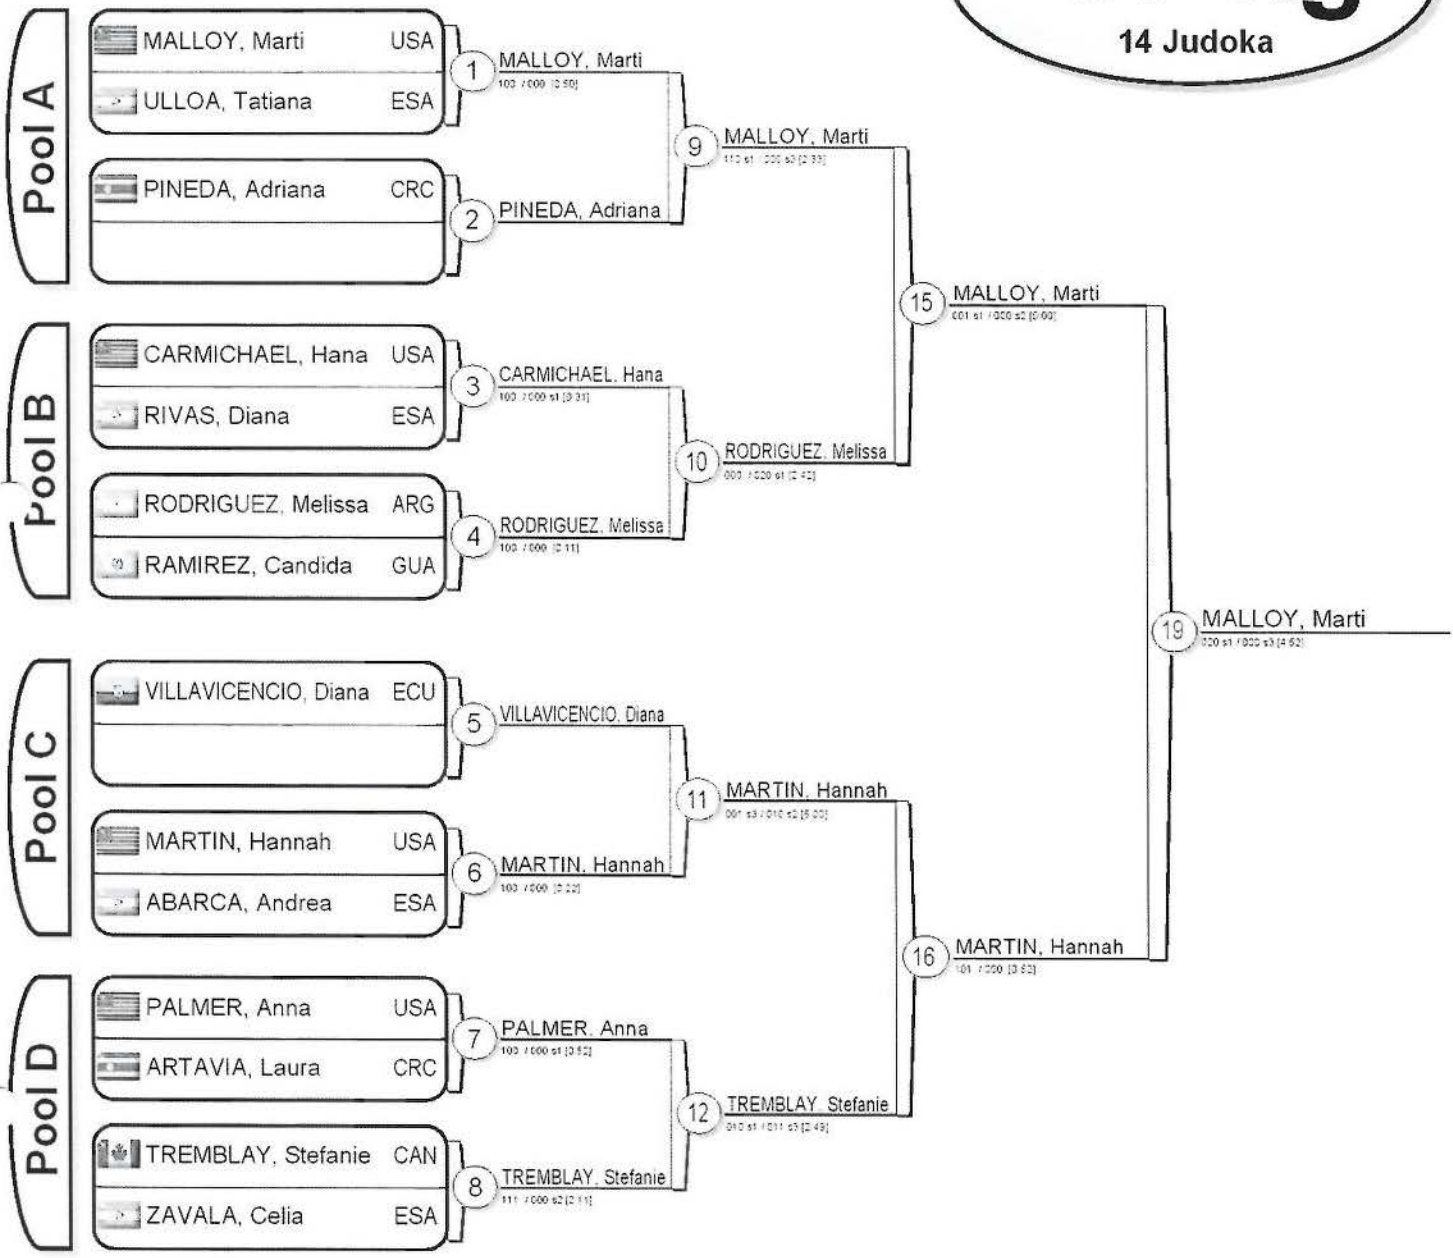 14 Judoka
Pool A
MALLOY, Marti USA
ULLOA, Tatiana ESA
PINEDA, Adriana CRC
1 MALLOY, Marti
2 PINEDA, Adriana
9 MALLOY, Marti
Pool B
CARMICHAEL, Hana USA
RIVAS, Diana ESA
RODRIGUEZ, Melissa ARG
RAMIREZ, Candida GUA
3 CARMICHAEL, Hana
4 RODRIGUEZ, Melissa
10 RODRIGUEZ, Melissa
15 MALLOY, Marti
Pool C
VILLAVICENCIO, Diana ECU
MARTIN, Hannah USA
ABARCA, Andrea ESA
5 VILLAVICENCIO, Diana
6 MARTIN, Hannah
11 MARTIN, Hannah
Pool D
PALMER, Anna USA
ARTAVIA, Laura CRC
TREMBLAY, Stefanie CAN
ZAVALA, Celia ESA
7 PALMER, Anna
8 TREMBLAY, Stefanie
12 TREMBLAY, Stefanie
16 MARTIN, Hannah
19 MALLOY, Marti